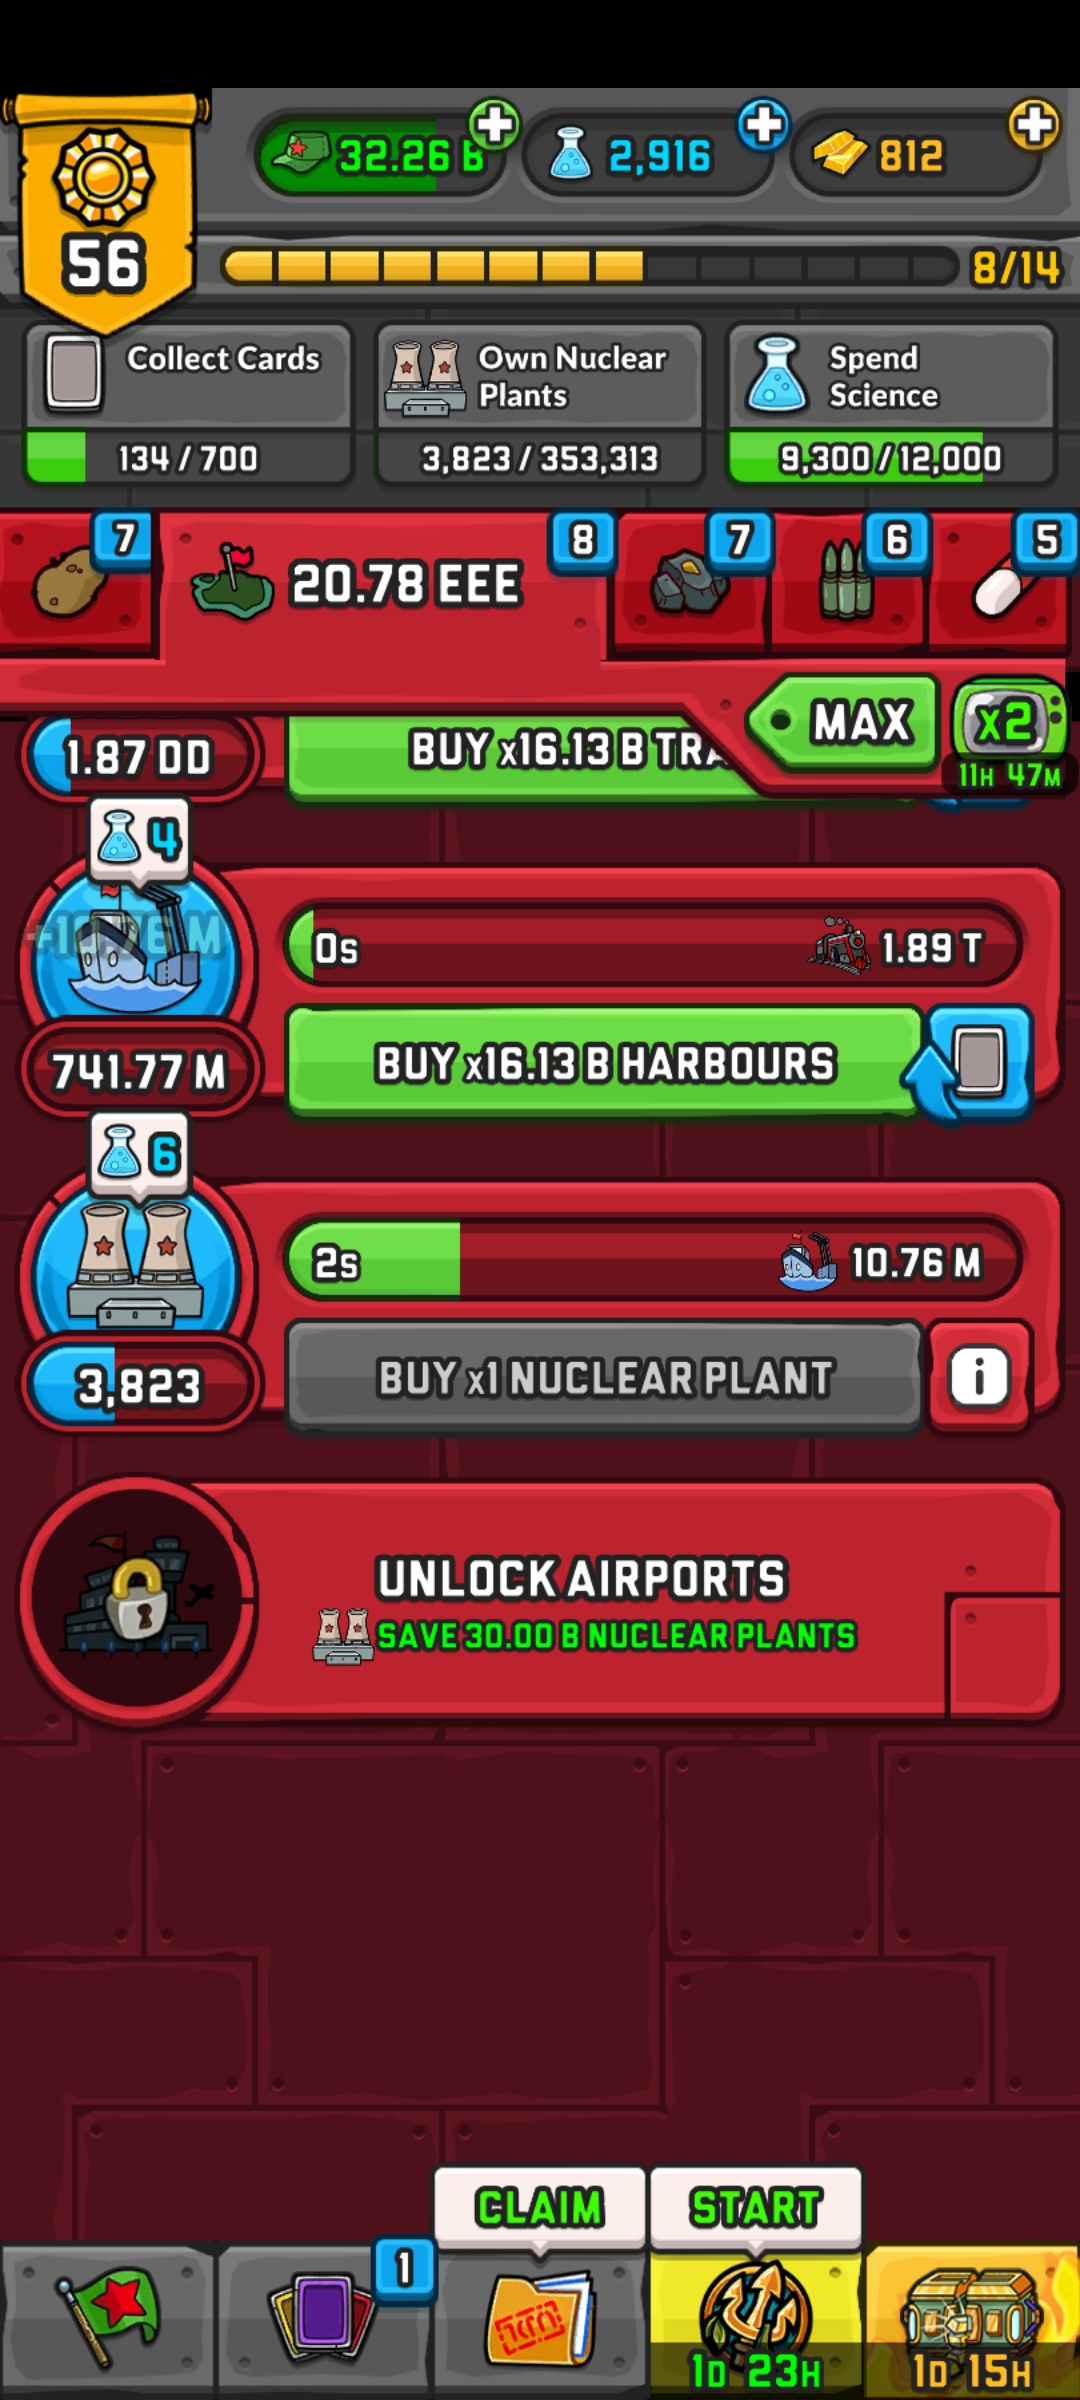 56
32.26 B
2,916
812
8/14
Collect Cards
134 / 700
Own Nuclear
Plants
3,823 / 353,313
Spend
Science
9,300 / 12,000
7
20.78 EEE
8
7
6
5
MAX
x2
11H 47M
1.87 DD
BUY x16.13 B
4
+10.76 M
0s
1.89 T
741.77 M
BUY x16.13 B HARBOURS
6
2s
10.76 M
3,823
BUY x1 NUCLEAR PLANT
i
UNLOCK AIRPORTS
SAVE 30.00 B NUCLEAR PLANTS
CLAIM
START
1
1D 23H
1D 15H